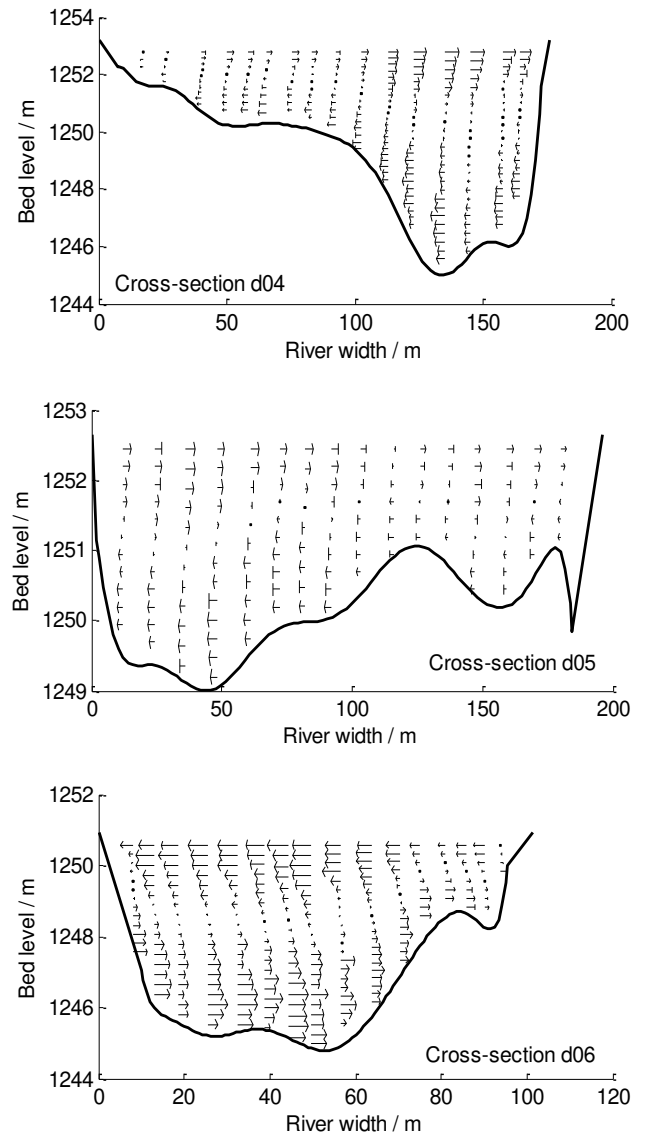 1254
1252
1250
1248
1246
1244
Bed level / m
Cross-section d04
0 50 100 150 200
River width / m
1253
1252
1251
1250
1249
Bed level / m
Cross-section d05
0 50 100 150 200
River width / m
1252
1250
1248
1246
1244
Bed level / m
Cross-section d06
0 20 40 60 80 100 120
River width / m